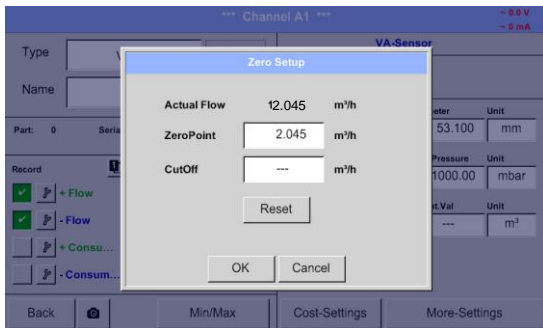 *** Channel A1 ***
~ 0.0 V
~ 0 mA
Type
VA-Sensor
Zero Setup
Name
Actual Flow 12.045 m³/h
Part: 0
ZeroPoint 2.045 m³/h
Unit
53.100 mm
CutOff --- m³/h
Record
Pressure Unit
1000.00 mbar
+ Flow
Reset
Unit
- Flow
--- m³
+ Consu...
- Consum...
OK Cancel
Back Min/Max Cost-Settings More-Settings